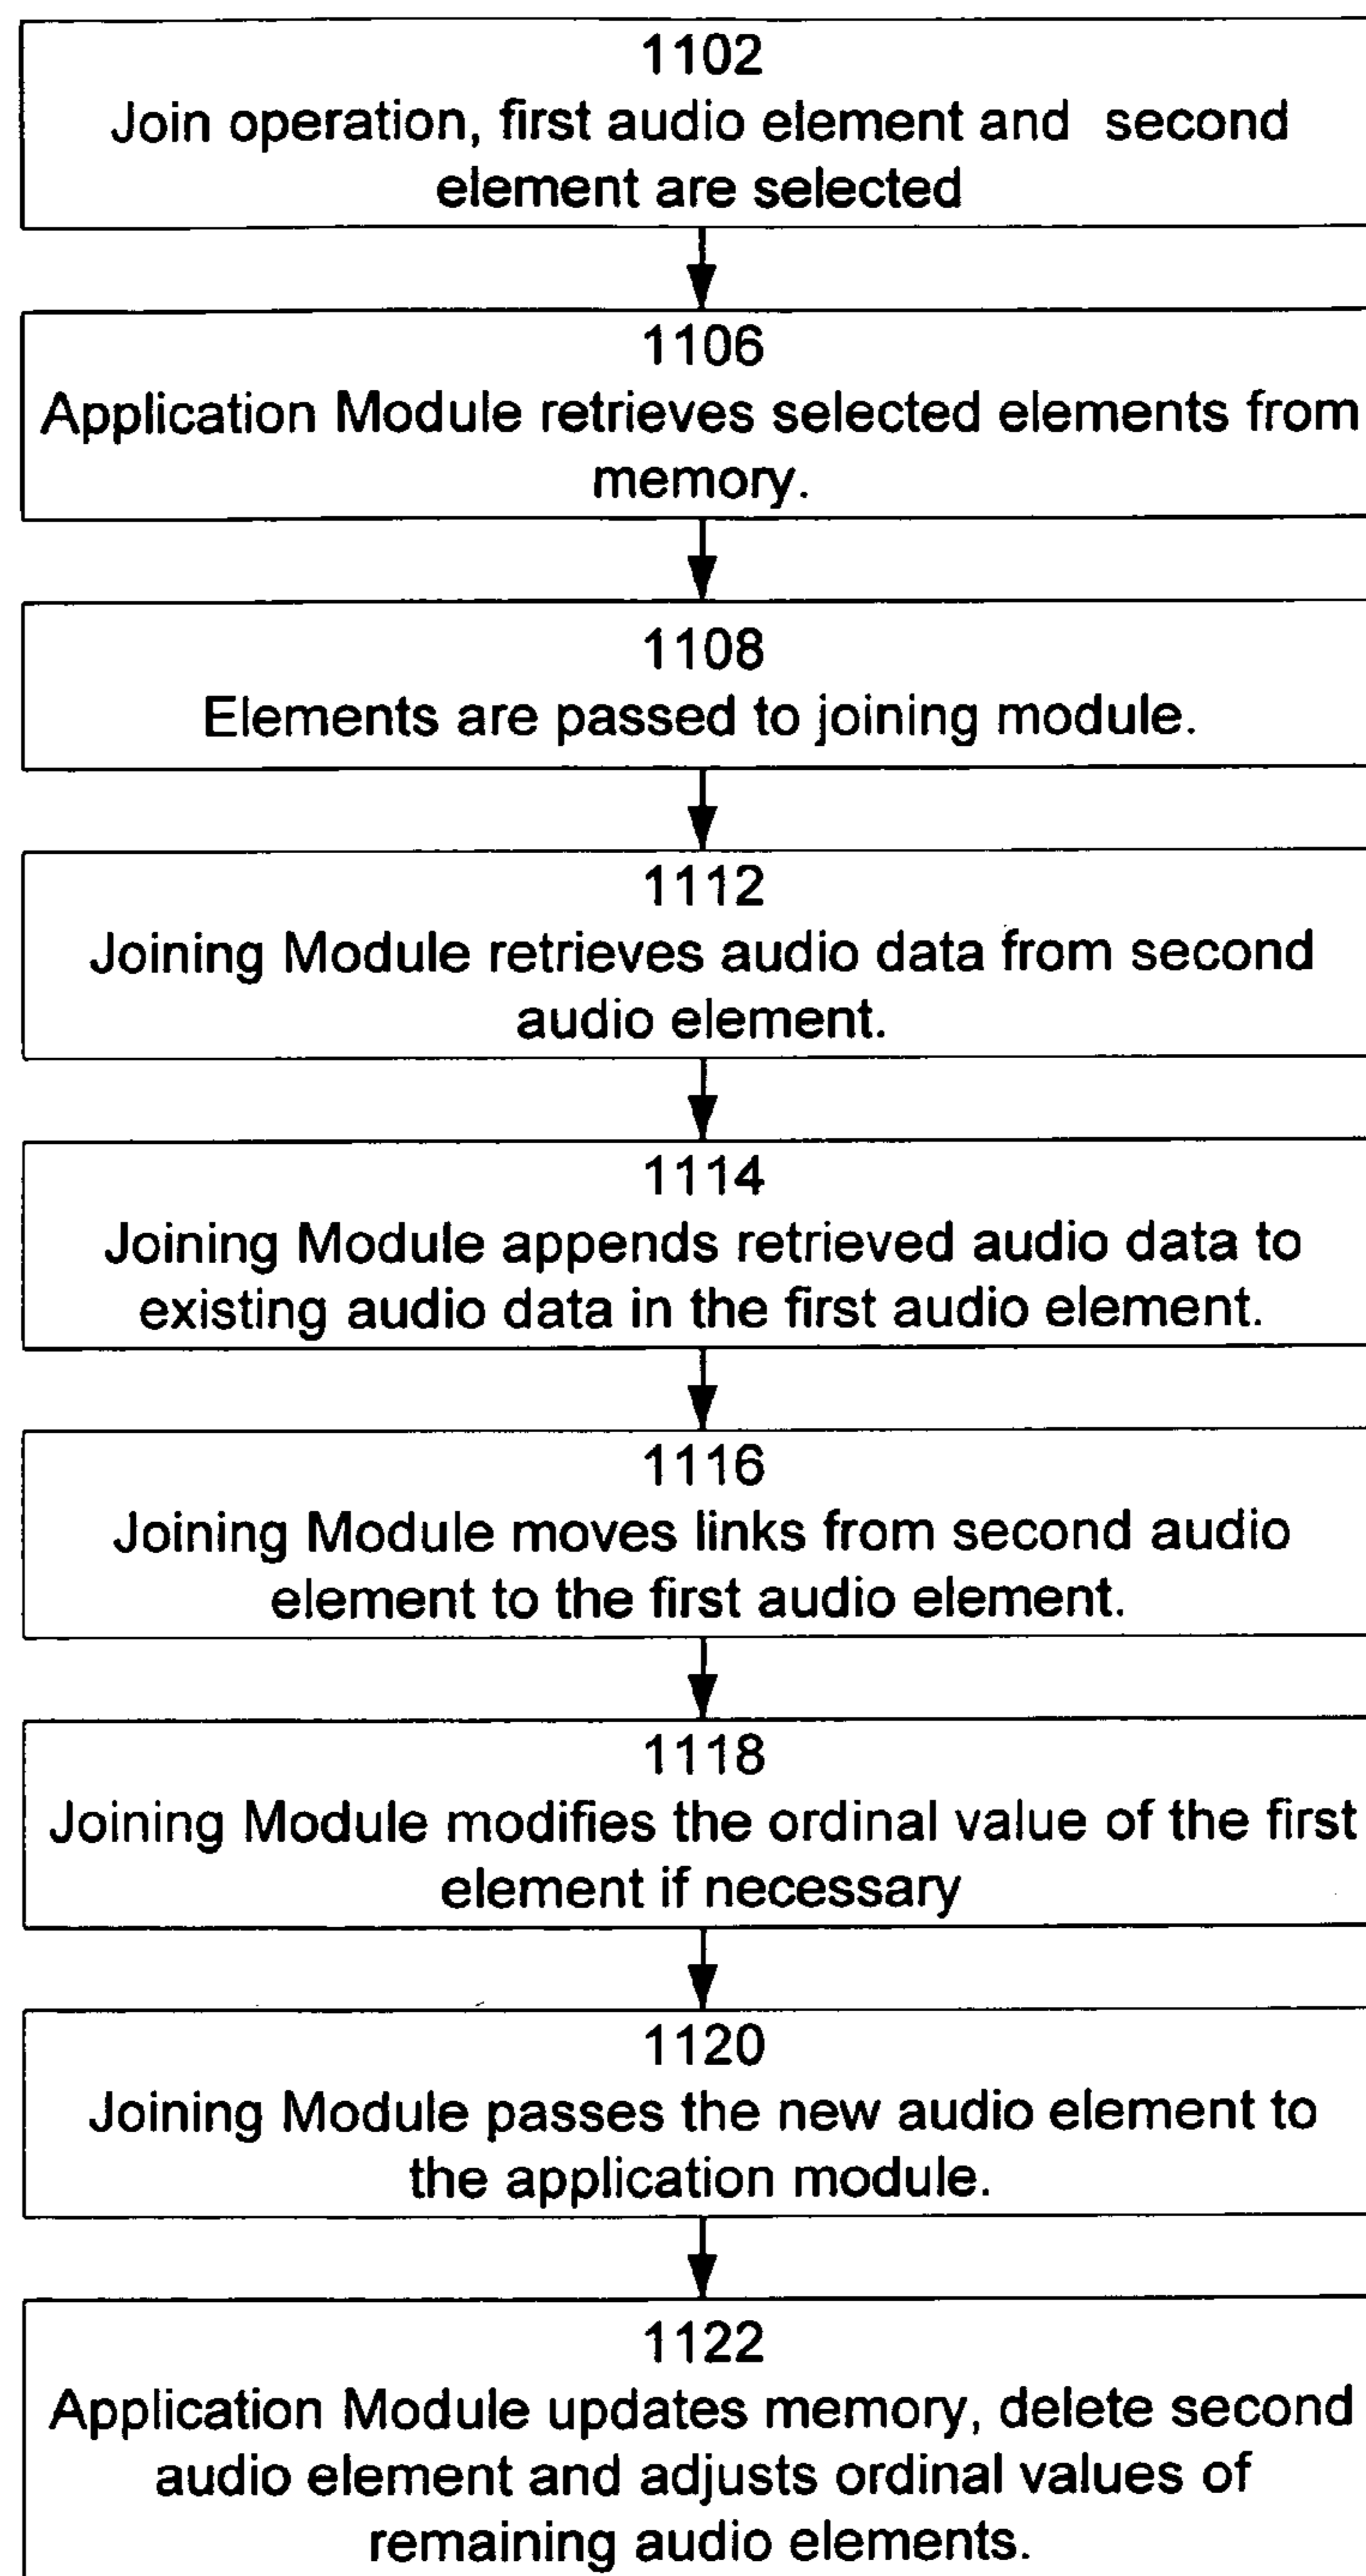 1102
Join operation, first audio element and second
element are selected
1106
Application Module retrieves selected elements from
memory.
1108
Elements are passed to joining module.
1112
Joining Module retrieves audio data from second
audio element.
1114
Joining Module appends retrieved audio data to
existing audio data in the first audio element.
1116
Joining Module moves links from second audio
element to the first audio element.
1118
Joining Module modifies the ordinal value of the first
element if necessary
1120
Joining Module passes the new audio element to
the application module.
1122
Application Module updates memory, delete second
audio element and adjusts ordinal values of
remaining audio elements.